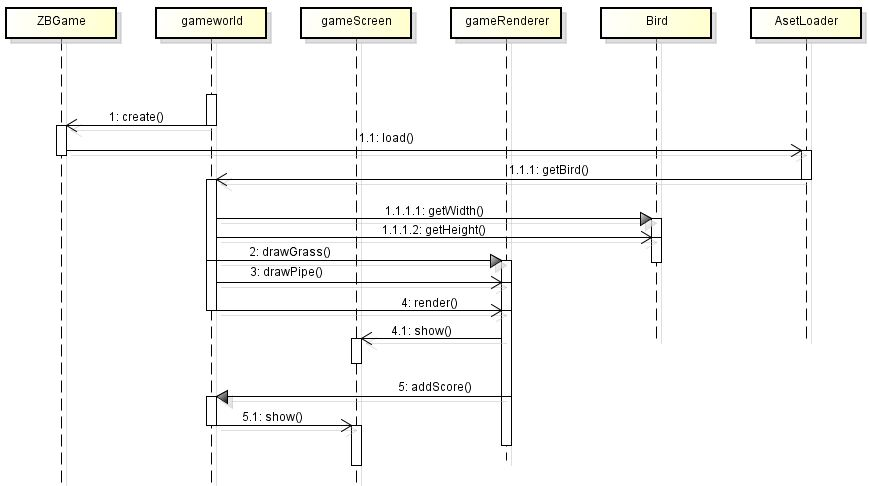 ZBGame
gameworld
gameScreen
gameRenderer
Bird
AsetLoader
1: create()
1.1: load()
1.1.1: getBird()
1.1.1.1: getWidth()
1.1.1.2: getHeight()
2: drawGrass()
3: drawPipe()
4: render()
4.1: show()
5: addScore()
5.1: show()